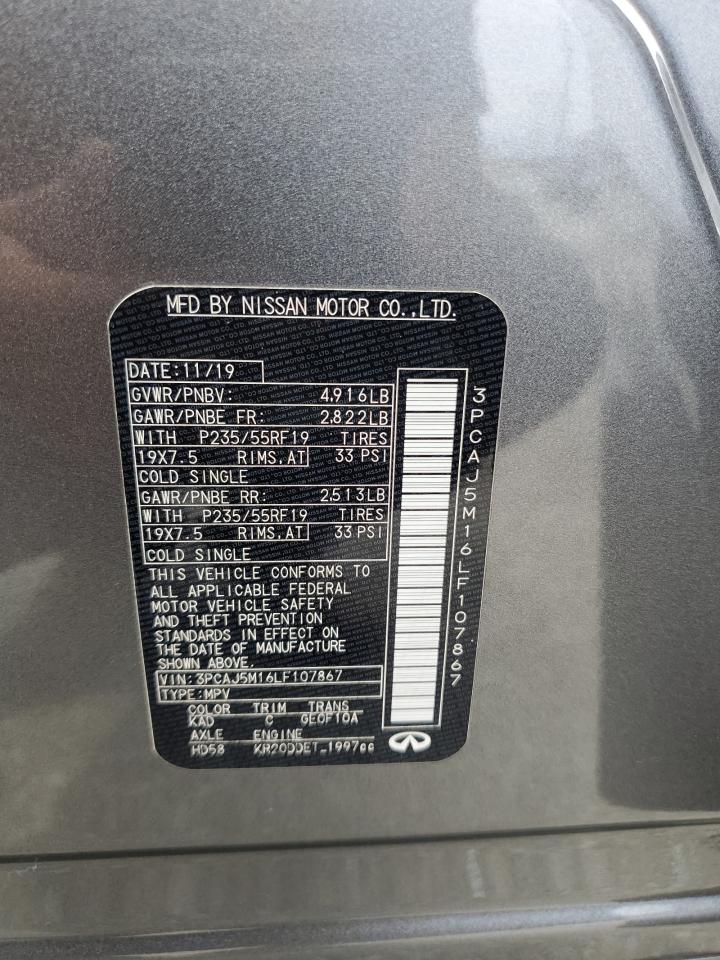 MFD BY NISSAN MOTOR CO.,LTD.
DATE:11/19
GVWR/PNBV: 4,916LB
GAWR/PNBE FR: 2,822LB
WITH P235/55RF19 TIRES
19X7.5 RIMS,AT 33 PSI
COLD SINGLE
GAWR/PNBE RR: 2,513LB
WITH P235/55RF19 TIRES
19X7.5 RIMS,AT 33 PSI
COLD SINGLE
THIS VEHICLE CONFORMS TO
ALL APPLICABLE FEDERAL
MOTOR VEHICLE SAFETY
AND THEFT PREVENTION
STANDARDS IN EFFECT ON
THE DATE OF MANUFACTURE
SHOWN ABOVE.
VIN:3PCAJ5M16LF107867
TYPE:MPV
COLOR TRIM TRANS
KAD C GE0F10A
AXLE ENGINE
HD58 KR20DDET 1997cc
3PCAJ5M16LF107867